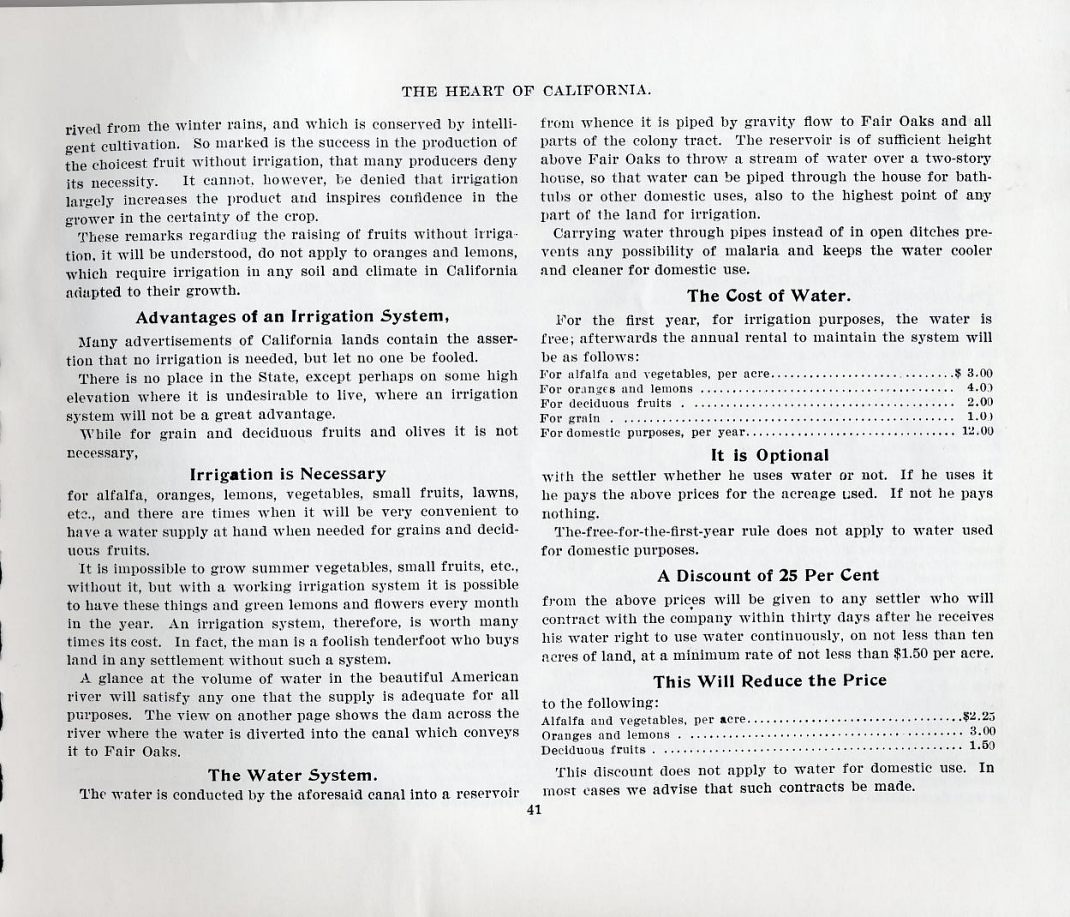 THE HEART OF CALIFORNIA.
rived from the winter rains, and which is conserved by intelli-
gent cultivation. So marked is the success in the production of
the choicest fruit without irrigation, that many producers deny
its necessity. It cannot, however, be denied that irrigation
largely increases the product and inspires confidence in the
grower in the certainty of the crop.
These remarks regarding the raising of fruits without irriga-
tion, it will be understood, do not apply to oranges and lemons,
which require irrigation in any soil and climate in California
adapted to their growth.
Advantages of an Irrigation System,
Many advertisements of California lands contain the asser-
tion that no irrigation is needed, but let no one be fooled.
There is no place in the State, except perhaps on some high
elevation where it is undesirable to live, where an irrigation
system will not be a great advantage.
While for grain and deciduous fruits and olives it is not
necessary,
Irrigation is Necessary
for alfalfa, oranges, lemons, vegetables, small fruits, lawns,
etc., and there are times when it will be very convenient to
have a water supply at hand when needed for grains and decid-
uous fruits.
It is impossible to grow summer vegetables, small fruits, etc.,
without it, but with a working irrigation system it is possible
to have these things and green lemons and flowers every month
in the year. An irrigation system, therefore, is worth many
times its cost. In fact, the man is a foolish tenderfoot who buys
land in any settlement without such a system.
A glance at the volume of water in the beautiful American
river will satisfy any one that the supply is adequate for all
purposes. The view on another page shows the dam across the
river where the water is diverted into the canal which conveys
it to Fair Oaks.
The Water System.
The water is conducted by the aforesaid canal into a reservoir
from whence it is piped by gravity flow to Fair Oaks and all
parts of the colony tract. The reservoir is of sufficient height
above Fair Oaks to throw a stream of water over a two-story
house, so that water can be piped through the house for bath-
tubs or other domestic uses, also to the highest point of any
part of the land for irrigation.
Carrying water through pipes instead of in open ditches pre-
vents any possibility of malaria and keeps the water cooler
and cleaner for domestic use.
The Cost of Water.
For the first year, for irrigation purposes, the water is
free; afterwards the annual rental to maintain the system will
be as follows:
For alfalfa and vegetables, per acre..............................$ 3.00
For oranges and lemons .................................... 4.00
For deciduous fruits . ..................................... 2.00
For grain . ............................................... 1.00
For domestic purposes, per year.............................. 12.00
It is Optional
with the settler whether he uses water or not. If he uses it
he pays the above prices for the acreage used. If not he pays
nothing.
The-free-for-the-first-year rule does not apply to water used
for domestic purposes.
A Discount of 25 Per Cent
from the above prices will be given to any settler who will
contract with the company within thirty days after he receives
his water right to use water continuously, on not less than ten
acres of land, at a minimum rate of not less than $1.50 per acre.
This Will Reduce the Price
to the following:
Alfalfa and vegetables, per acre...............................$2.25
Oranges and lemons . ....................................... 3.00
Deciduous fruits . ........................................... 1.50
This discount does not apply to water for domestic use. In
most cases we advise that such contracts be made.
41